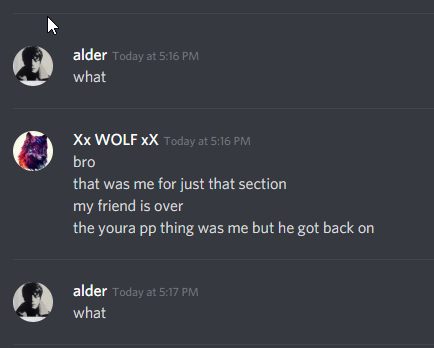 alder Today at 5:16 PM
what
Xx WOLF xX Today at 5:16 PM
bro
that was me for just that section
my friend is over
the youra pp thing was me but he got back on
alder Today at 5:17 PM
what